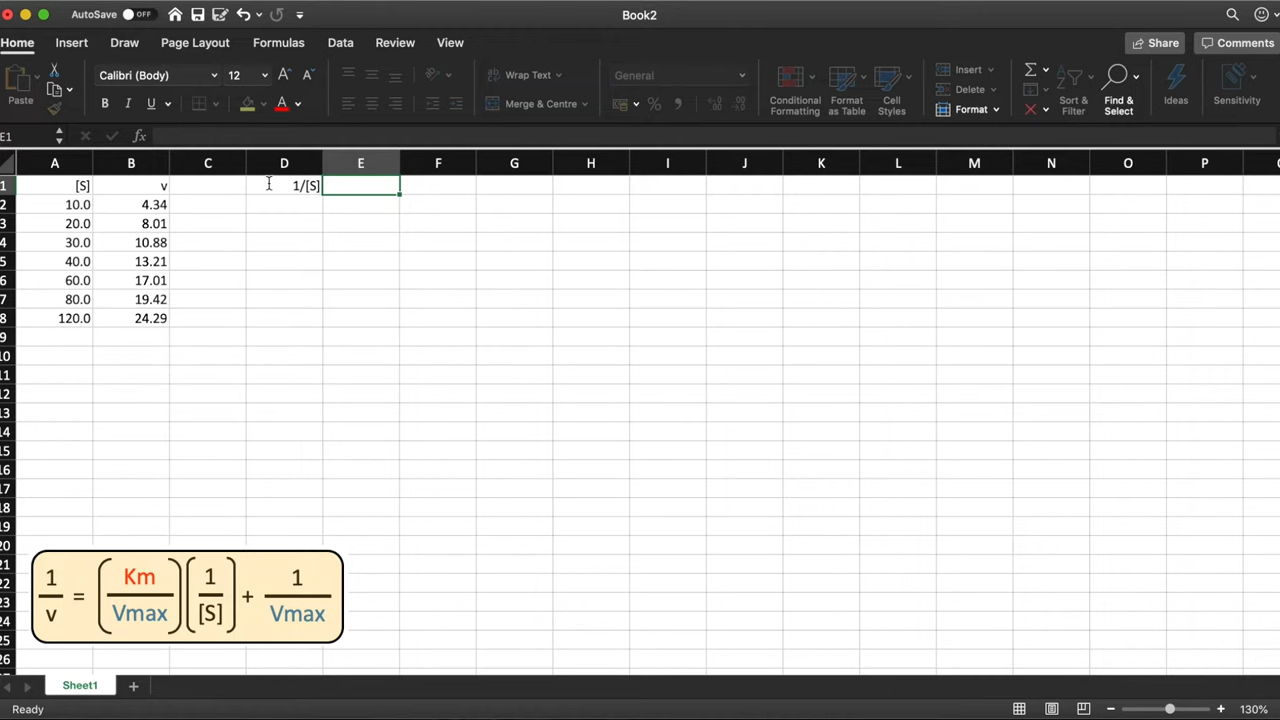 AutoSave OFF Book2
Home Insert Draw Page Layout Formulas Data Review View Share Comments
Paste Calibri (Body) 12 A A Wrap Text General Conditional Formatting Format as Table Cell Styles Insert Delete Format Sort & Filter Find & Select Ideas Sensitivity
B I U A Merge & Centre %
E1 fx
A B C D E F G H I J K L M N O P
1 [S] v 1/[S]
2 10.0 4.34
3 20.0 8.01
4 30.0 10.88
5 40.0 13.21
6 60.0 17.01
7 80.0 19.42
8 120.0 24.29
9
10
11
12
13
14
15
16
17
18
19
20
21
22
23
24
25
26
1 Km 1 1
v = Vmax [S] + Vmax
Sheet1 +
Ready 130%